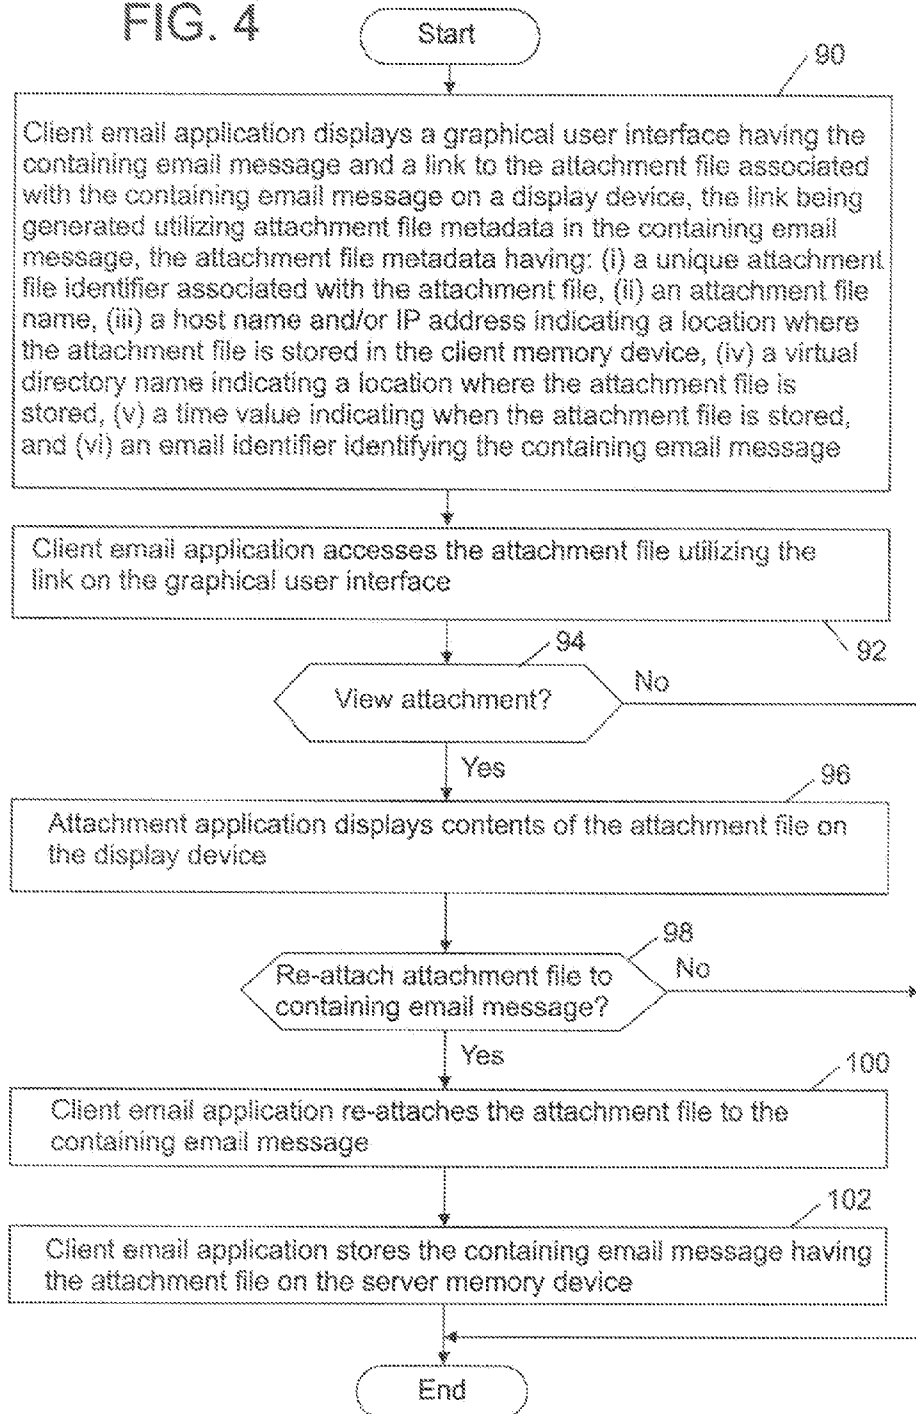 FIG. 4
Start
90
Client email application displays a graphical user interface having the
containing email message and a link to the attachment file associated
with the containing email message on a display device, the link being
generated utilizing attachment file metadata in the containing email
message, the attachment file metadata having: (i) a unique attachment
file identifier associated with the attachment file, (ii) an attachment file
name, (iii) a host name and/or IP address indicating a location where
the attachment file is stored in the client memory device, (iv) a virtual
directory name indicating a location where the attachment file is
stored, (v) a time value indicating when the attachment file is stored,
and (vi) an email identifier identifying the containing email message
Client email application accesses the attachment file utilizing the
link on the graphical user interface
92
94
View attachment?
No
Yes
96
Attachment application displays contents of the attachment file on
the display device
98
Re-attach attachment file to
containing email message?
No
Yes
100
Client email application re-attaches the attachment file to the
containing email message
102
Client email application stores the containing email message having
the attachment file on the server memory device
End